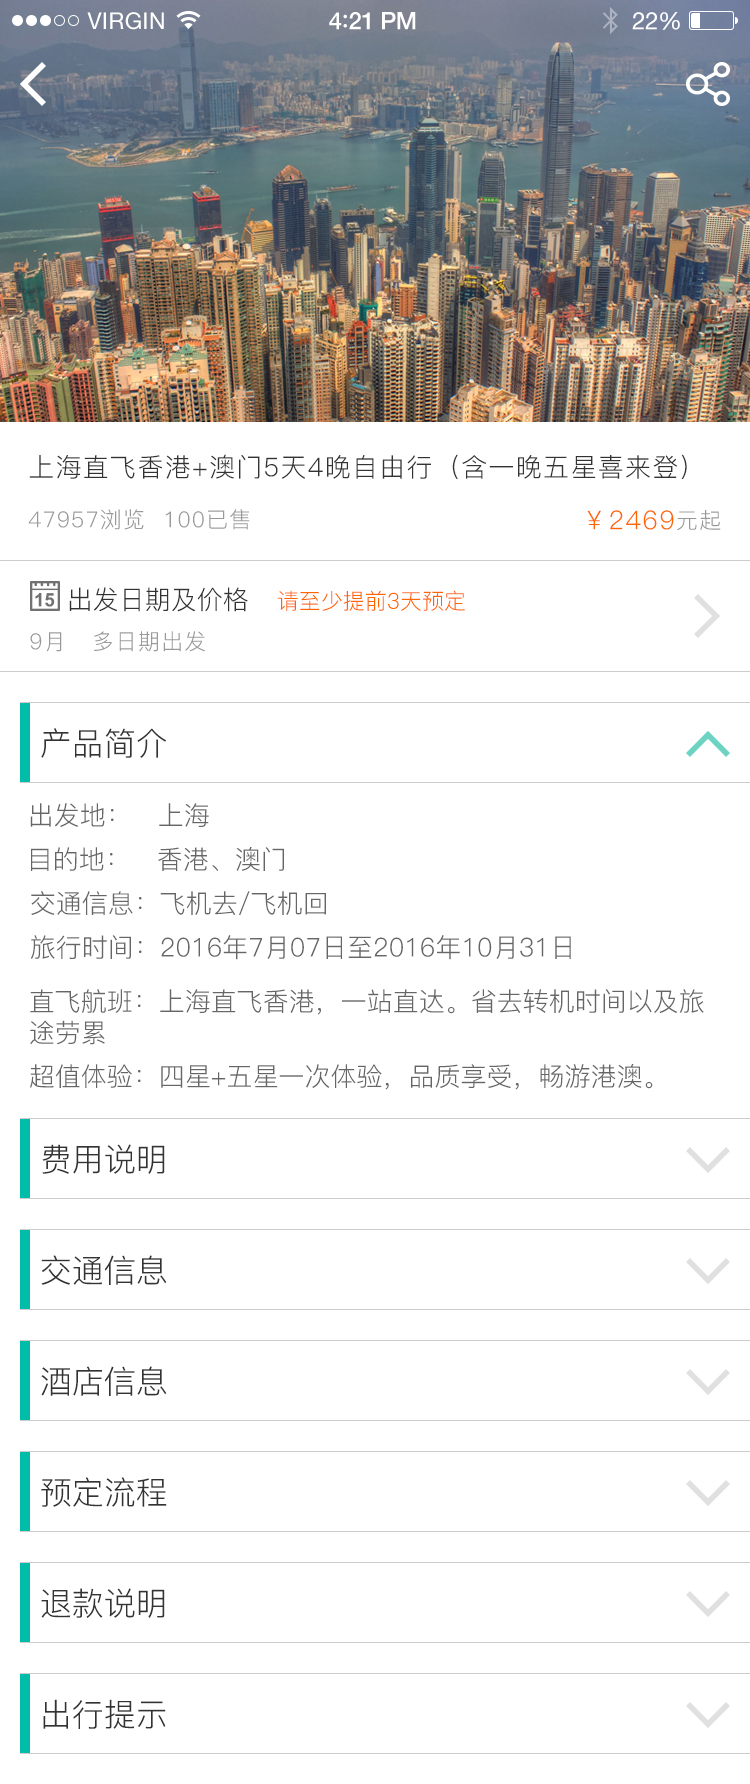 VIRGIN 4:21 PM 22%
上海直飞香港+澳门5天4晚自由行（含一晚五星喜来登）
47957浏览 100已售 ¥ 2469元起
15 出发日期及价格 请至少提前3天预定
9月 多日期出发
产品简介
出发地： 上海
目的地： 香港、澳门
交通信息：飞机去/飞机回
旅行时间：2016年7月07日至2016年10月31日
直飞航班：上海直飞香港，一站直达。省去转机时间以及旅
途劳累
超值体验：四星+五星一次体验，品质享受，畅游港澳。
费用说明
交通信息
酒店信息
预定流程
退款说明
出行提示